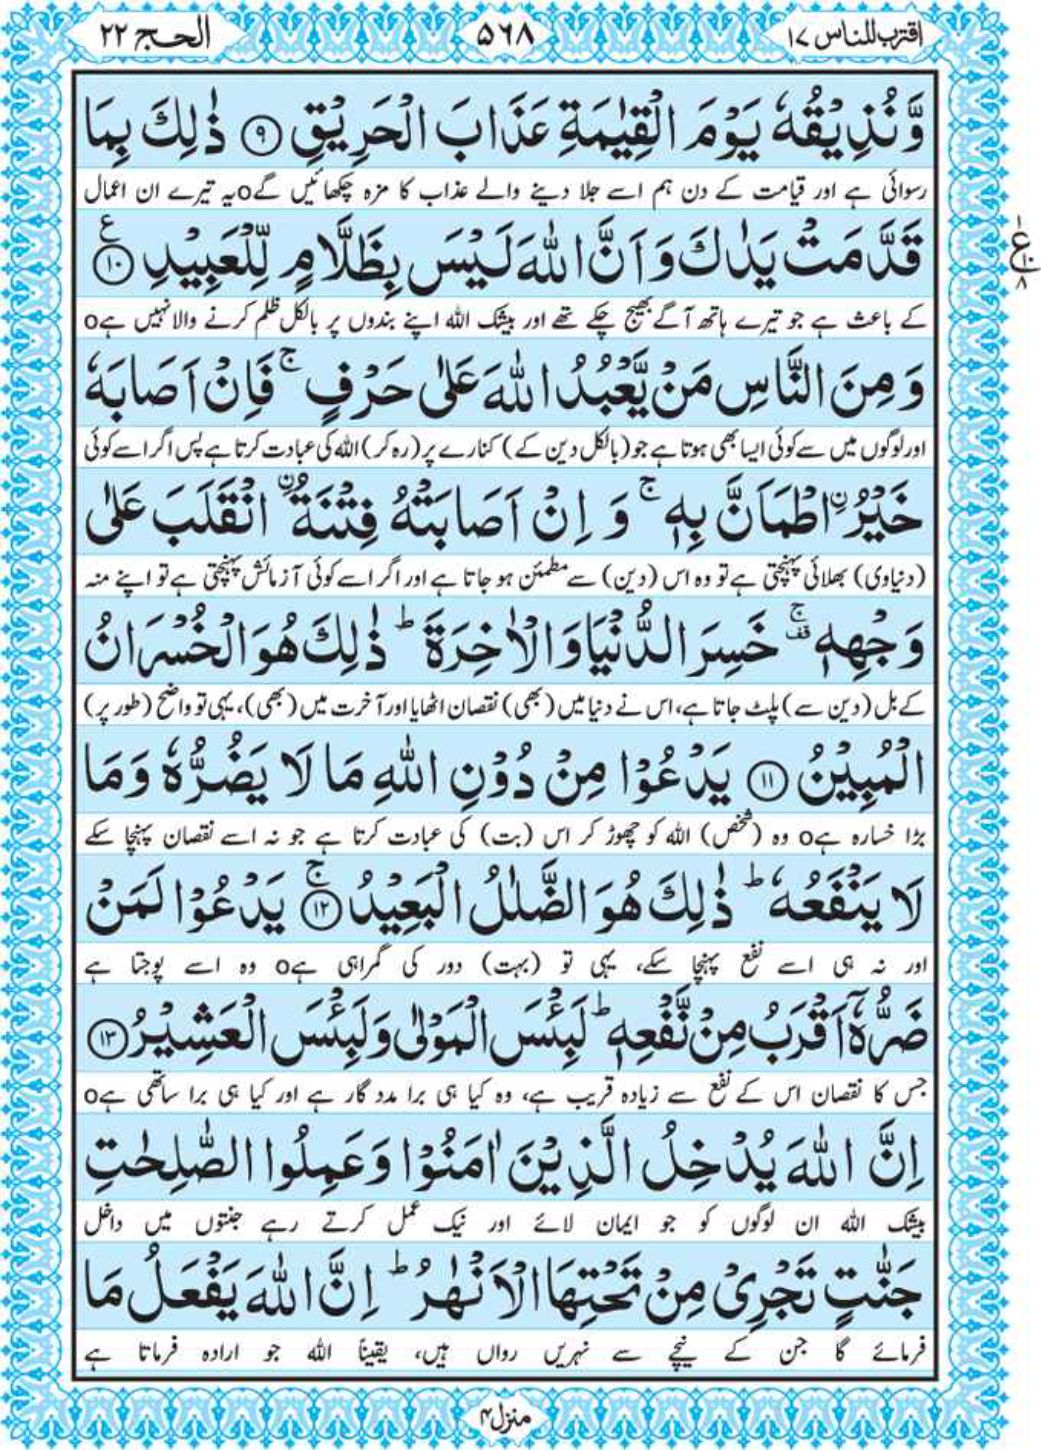 اقترب للناس ۱۷ ۵۶۸ الحج ۲۲
وَّ نُذِيْقُهٗ يَوْمَ الْقِيٰمَةِ عَذَابَ الْحَرِيْقِ ۹ ذٰلِكَ بِمَا
رسوائی ہے اور قیامت کے دن ہم اسے جلا دینے والے عذاب کا مزہ چکھائیں گےo یہ تیرے ان اعمال
قَدَّمَتْ يَدٰكَ وَ اَنَّ اللّٰهَ لَيْسَ بِظَلَّامٍ لِّلْعَبِيْدِ ۱۰ ع
کے باعث ہے جو تیرے ہاتھ آگے بھیج چکے تھے اور بیشک اللہ اپنے بندوں پر بالکل ظلم کرنے والا نہیں ہےo
وَ مِنَ النَّاسِ مَنْ يَّعْبُدُ اللّٰهَ عَلٰى حَرْفٍ ۚ فَاِنْ اَصَابَهٗ
اور لوگوں میں سے کوئی ایسا بھی ہوتا ہے جو (بالکل دین کے) کنارے پر (رہ کر) اللہ کی عبادت کرتا ہے پس اگر اسے کوئی
خَيْرُ ۨاطْمَاَنَّ بِهٖ ۚ وَ اِنْ اَصَابَتْهُ فِتْنَةُ ۨ انْقَلَبَ عَلٰى
(دنیاوی) بھلائی پہنچتی ہے تو وہ اس (دین) سے مطمئن ہو جاتا ہے اور اگر اسے کوئی آزمائش پہنچتی ہے تو اپنے منہ
وَجْهِهٖ ۚ قف خَسِرَ الدُّنْيَا وَ الْاٰخِرَةَ ؕ ذٰلِكَ هُوَ الْخُسْرَانُ
کے بل (دین سے) پلٹ جاتا ہے، اس نے دنیا میں (بھی) نقصان اٹھایا اور آخرت میں (بھی)، یہی تو واضح (طور پر)
الْمُبِيْنُ ۱۱ يَدْعُوْا مِنْ دُوْنِ اللّٰهِ مَا لَا يَضُرُّهٗ وَ مَا
بڑا خسارہ ہےo وہ (شخص) اللہ کو چھوڑ کر اس (بت) کی عبادت کرتا ہے جو نہ اسے نقصان پہنچا سکے
لَا يَنْفَعُهٗ ؕ ذٰلِكَ هُوَ الضَّلٰلُ الْبَعِيْدُ ۱۲ ۚ يَدْعُوْا لَمَنْ
اور نہ ہی اسے نفع پہنچا سکے، یہی تو (بہت) دور کی گمراہی ہےo وہ اسے پوجتا ہے
ضَرُّهٗۤ اَقْرَبُ مِنْ نَّفْعِهٖ ؕ لَبِئْسَ الْمَوْلٰى وَ لَبِئْسَ الْعَشِيْرُ ۱۳
جس کا نقصان اس کے نفع سے زیادہ قریب ہے، وہ کیا ہی برا مدد گار ہے اور کیا ہی برا ساتھی ہےo
اِنَّ اللّٰهَ يُدْخِلُ الَّذِيْنَ اٰمَنُوْا وَ عَمِلُوا الصّٰلِحٰتِ
بیشک اللہ ان لوگوں کو جو ایمان لائے اور نیک عمل کرتے رہے جنتوں میں داخل
جَنّٰتٍ تَجْرِيْ مِنْ تَحْتِهَا الْاَنْهٰرُ ؕ اِنَّ اللّٰهَ يَفْعَلُ مَا
فرمائے گا جن کے نیچے سے نہریں رواں ہیں، یقیناً اللہ جو ارادہ فرماتا ہے
منزل ۴